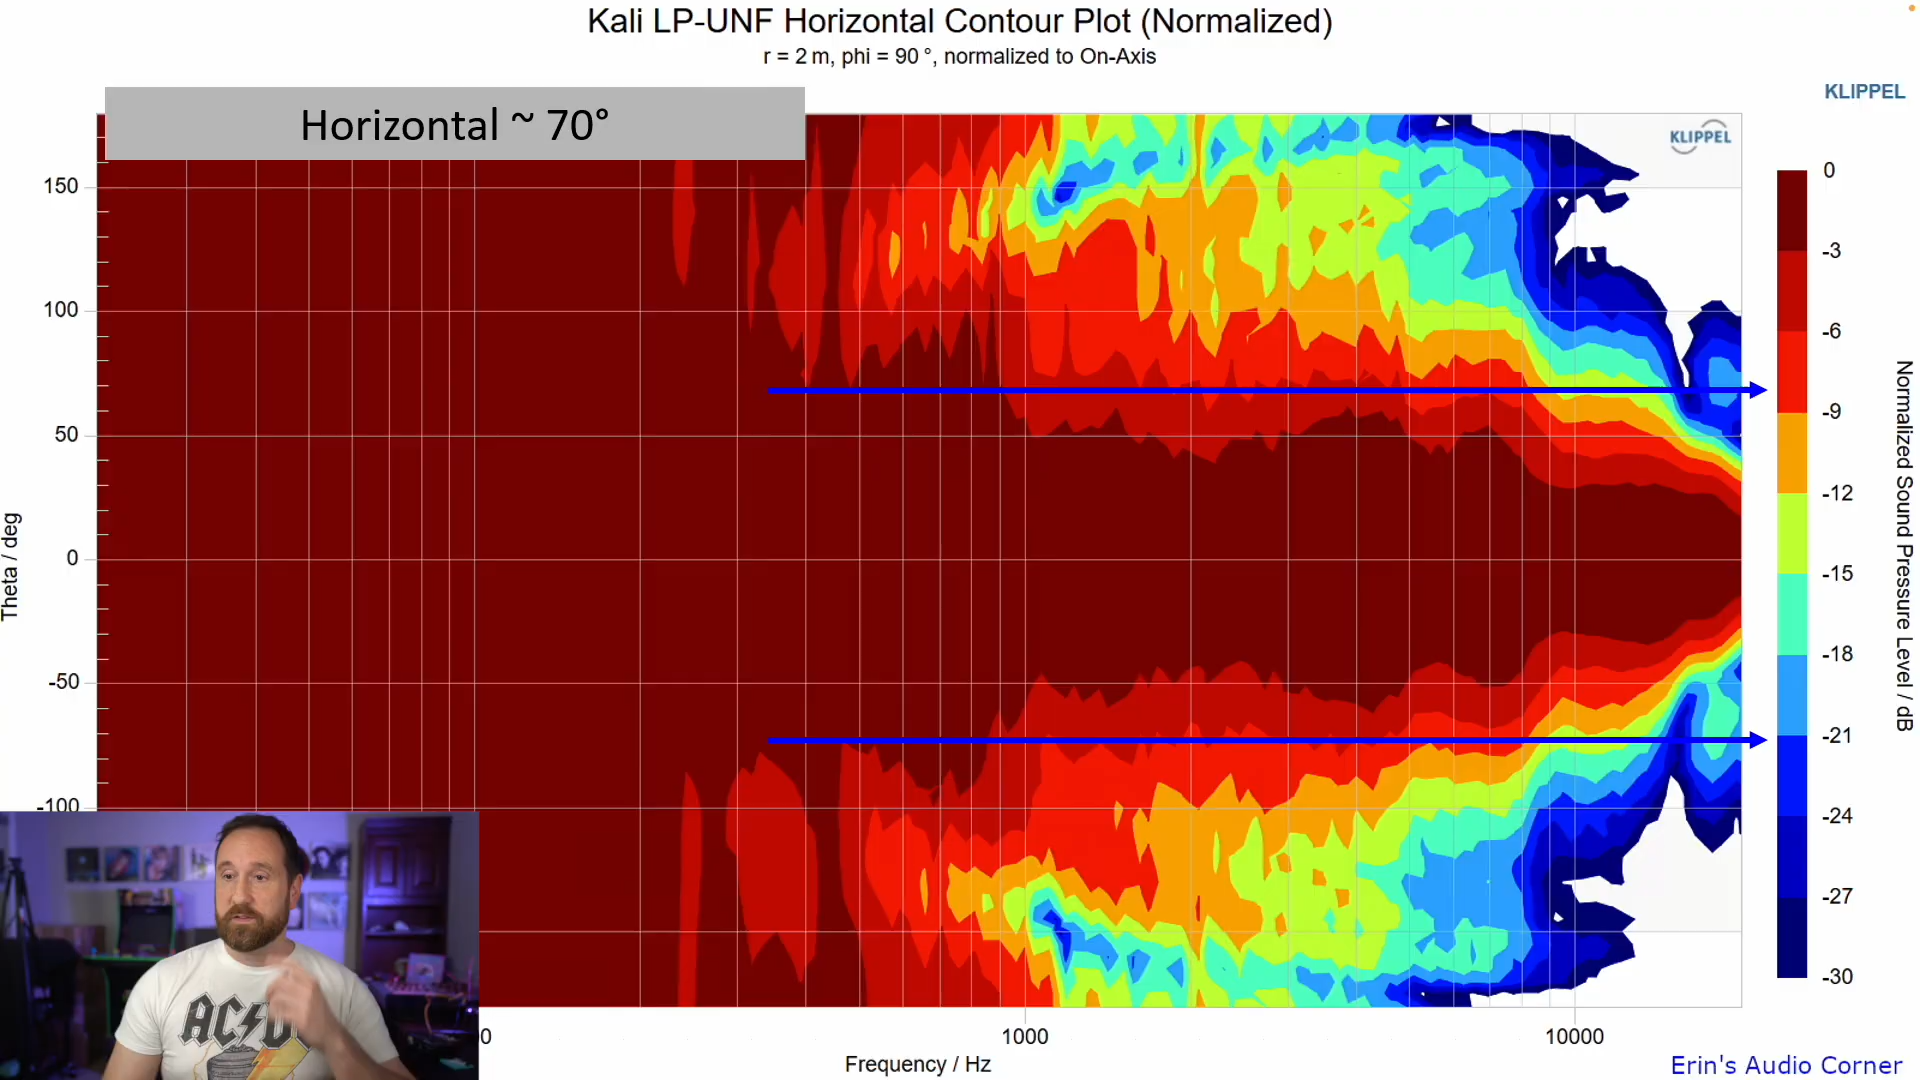 Kali LP-UNF Horizontal Contour Plot (Normalized)
r = 2 m, phi = 90 °, normalized to On-Axis
KLIPPEL
Horizontal ~ 70°
KLIPPEL
150
100
50
0
-50
-100
Theta / deg
0
-3
-6
-9
-12
-15
-18
-21
-24
-27
-30
Normalized Sound Pressure Level / dB
0
1000
10000
Frequency / Hz
Erin's Audio Corner